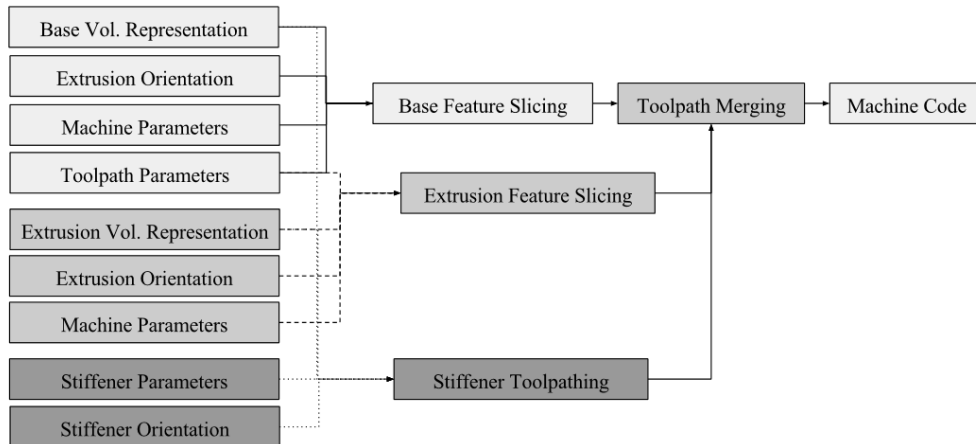 Base Vol. Representation
Extrusion Orientation
Machine Parameters
Toolpath Parameters
Extrusion Vol. Representation
Extrusion Orientation
Machine Parameters
Stiffener Parameters
Stiffener Orientation
Base Feature Slicing
Extrusion Feature Slicing
Stiffener Toolpathing
Toolpath Merging
Machine Code